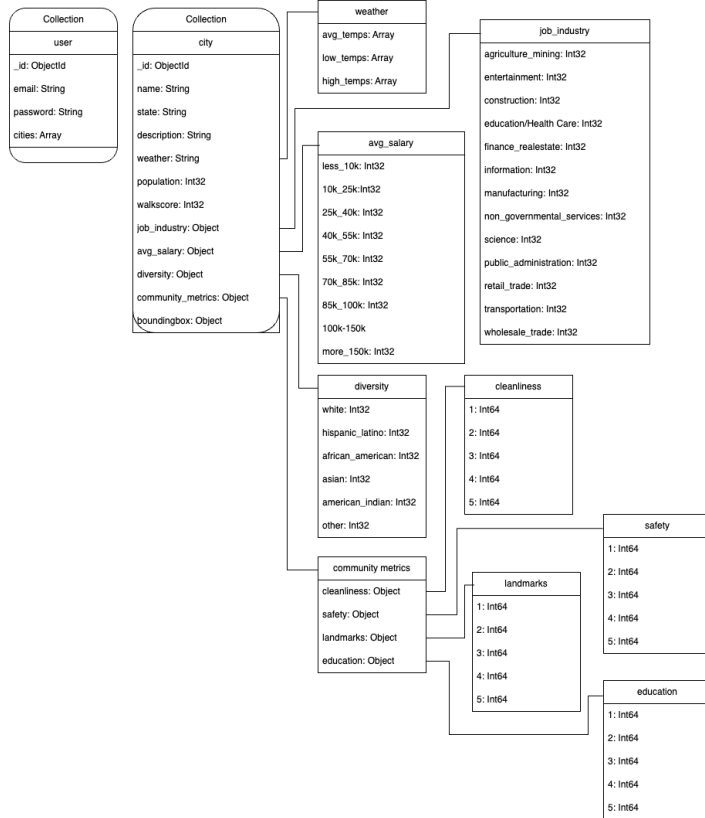 Collection
user
_id: ObjectId
email: String
password: String
cities: Array
Collection
city
_id: ObjectId
name: String
state: String
description: String
weather: String
population: Int32
walkscore: Int32
job_industry: Object
avg_salary: Object
diversity: Object
community_metrics: Object
boundingbox: Object
weather
avg_temps: Array
low_temps: Array
high_temps: Array
job_industry
agriculture_mining: Int32
entertainment: Int32
construction: Int32
education/Health Care: Int32
finance_realestate: Int32
information: Int32
manufacturing: Int32
non_governmental_services: Int32
science: Int32
public_administration: Int32
retail_trade: Int32
transportation: Int32
wholesale_trade: Int32
avg_salary
less_10k: Int32
10k_25k:Int32
25k_40k: Int32
40k_55k: Int32
55k_70k: Int32
70k_85k: Int32
85k_100k: Int32
100k-150k
more_150k: Int32
diversity
white: Int32
hispanic_latino: Int32
african_american: Int32
asian: Int32
american_indian: Int32
other: Int32
cleanliness
1: Int64
2: Int64
3: Int64
4: Int64
5: Int64
community metrics
cleanliness: Object
safety: Object
landmarks: Object
education: Object
landmarks
1: Int64
2: Int64
3: Int64
4: Int64
5: Int64
safety
1: Int64
2: Int64
3: Int64
4: Int64
5: Int64
education
1: Int64
2: Int64
3: Int64
4: Int64
5: Int64